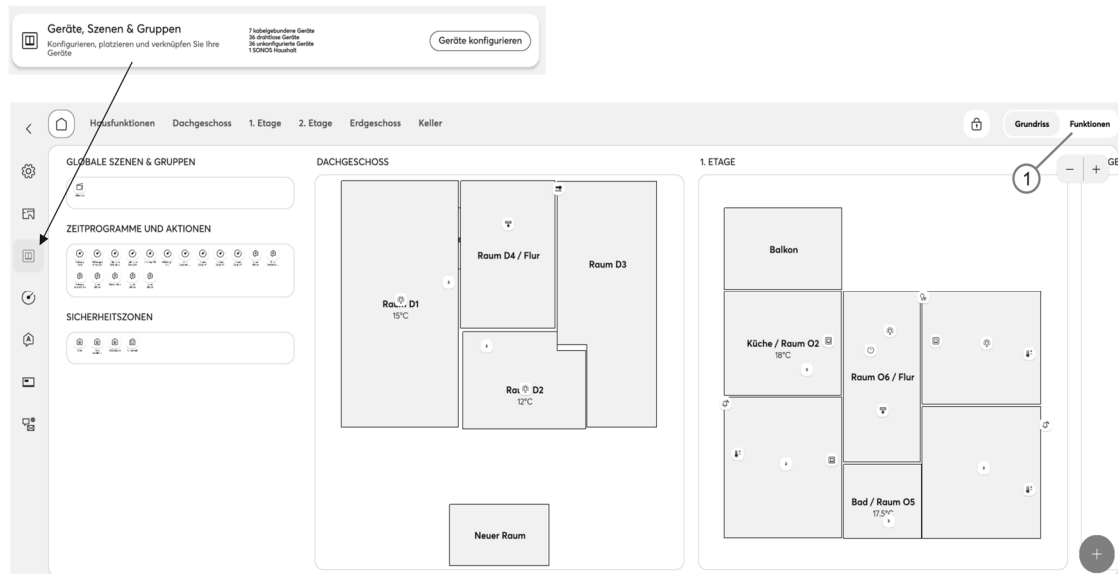 Geräte, Szenen & Gruppen
Konfigurieren, platzieren und verknüpfen Sie Ihre
Geräte
7 kabelgebundene Geräte
36 drahtlose Geräte
36 unkonfigurierte Geräte
1 SONOS Haushalt
Geräte konfigurieren
Hausfunktionen
Dachgeschoss
1. Etage
2. Etage
Erdgeschoss
Keller
Grundriss
Funktionen
1
GLOBALE SZENEN & GRUPPEN
ZEITPROGRAMME UND AKTIONEN
SICHERHEITSZONEN
DACHGESCHOSS
Raum D4 / Flur
Raum D3
15°C
D2
12°C
Neuer Raum
1. ETAGE
Balkon
Küche / Raum O2
18°C
Raum O6 / Flur
Bad / Raum O5
17.5°C